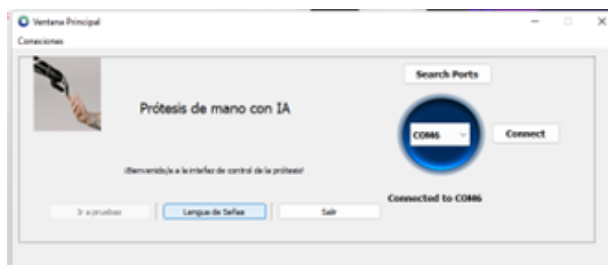 Ventana Principal
Conexiones
Search Ports
Prótesis de mano con IA
COM6
Connect
¡Bienvenido/a a la interfaz de control de la prótesis!
Connected to COM6
Ir a pruebas
Lengua de Señas
Salir